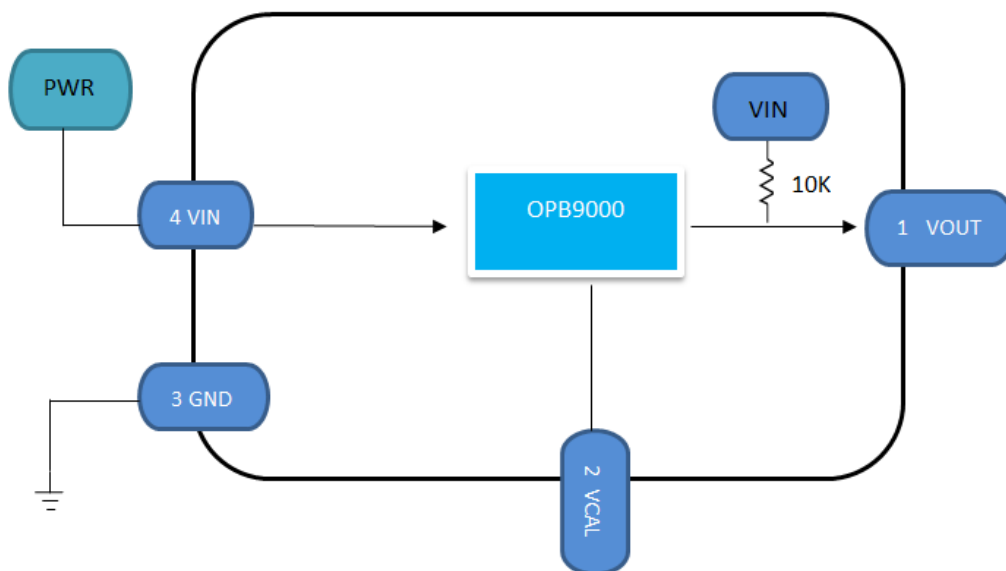 PWR
VIN
10K
4 VIN
OPB9000
1 VOUT
3 GND
2 VCAL